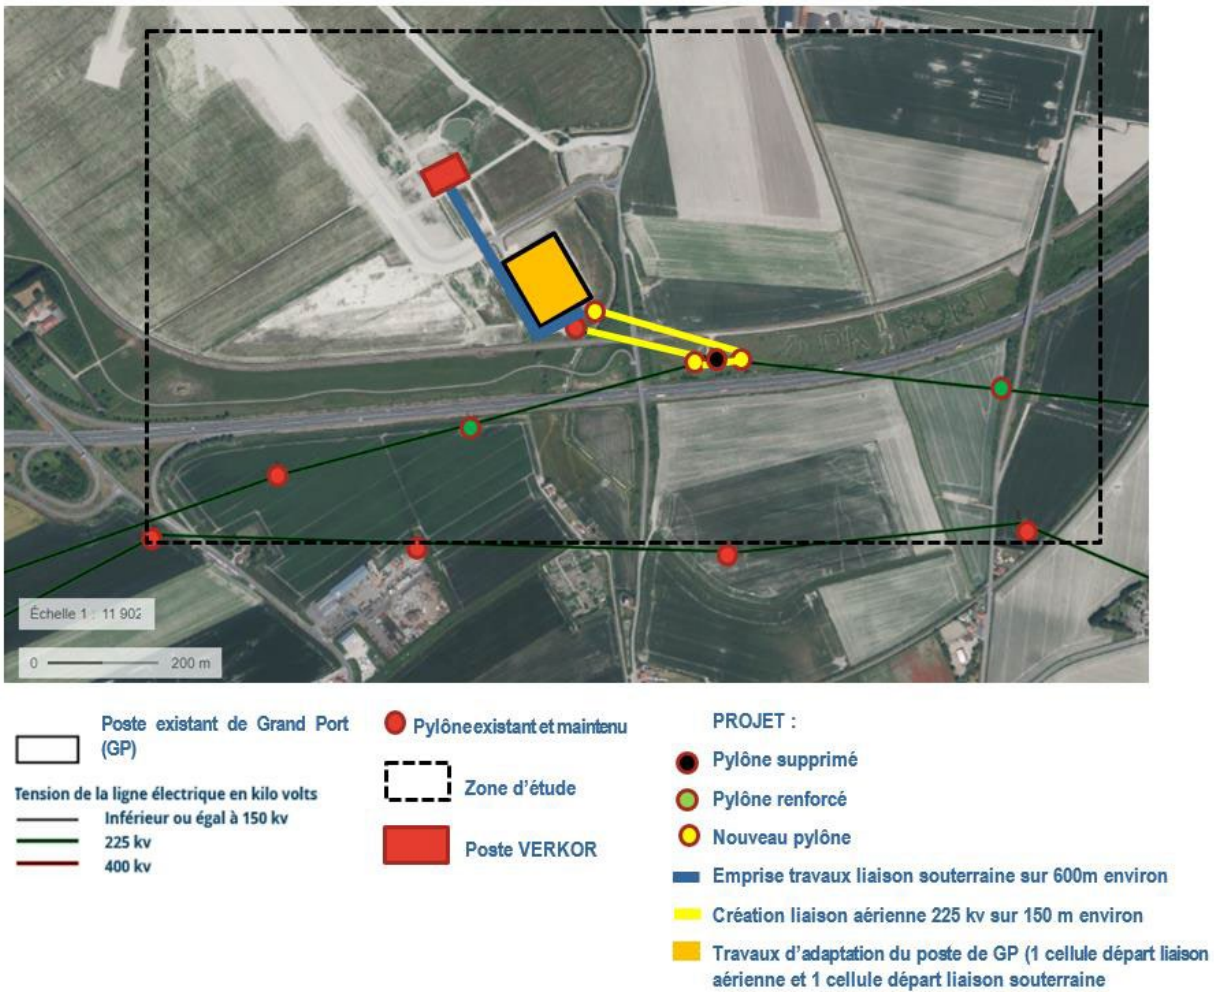 Échelle 1 : 11 902
0 200 m
Poste existant de Grand Port
(GP)
Tension de la ligne électrique en kilo volts
Inférieur ou égal à 150 kv
225 kv
400 kv
Pylône existant et maintenu
Zone d'étude
Poste VERKOR
PROJET :
Pylône supprimé
Pylône renforcé
Nouveau pylône
Emprise travaux liaison souterraine sur 600m environ
Création liaison aérienne 225 kv sur 150 m environ
Travaux d'adaptation du poste de GP (1 cellule départ liaison
aérienne et 1 cellule départ liaison souterraine